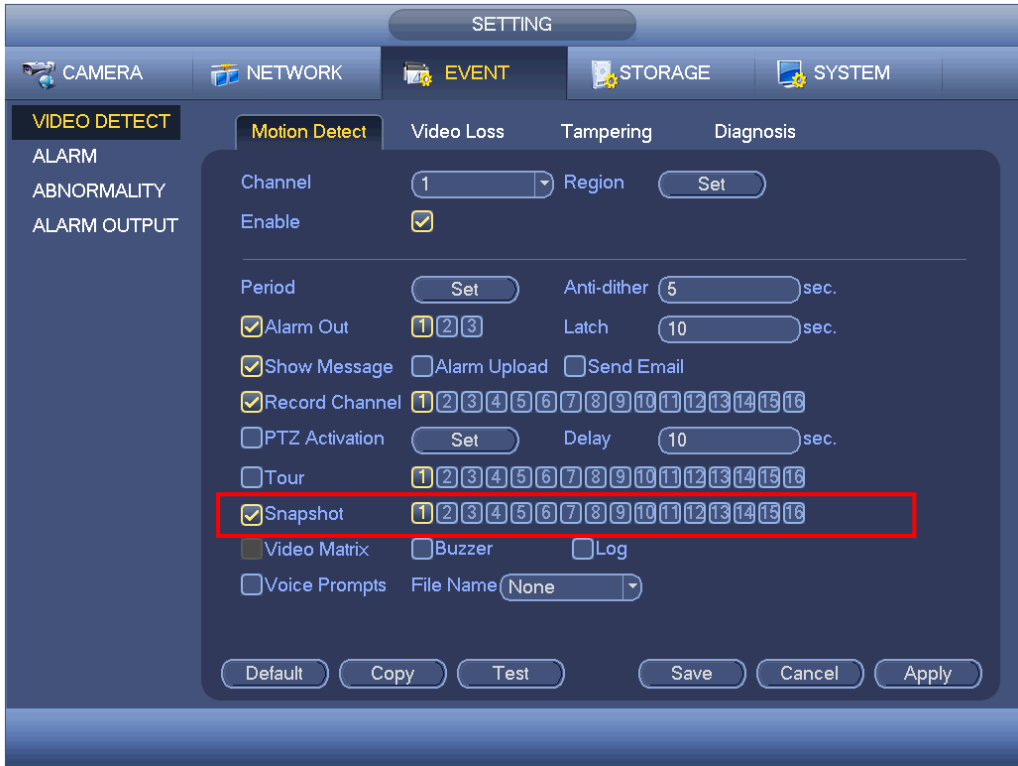 SETTING
CAMERA NETWORK EVENT STORAGE SYSTEM
VIDEO DETECT
ALARM
ABNORMALITY
ALARM OUTPUT
Motion Detect Video Loss Tampering Diagnosis
Channel 1 Region Set
Enable
Period Set Anti-dither 5 sec.
Alarm Out 1 2 3 Latch 10 sec.
Show Message Alarm Upload Send Email
Record Channel 1 2 3 4 5 6 7 8 9 10 11 12 13 14 15 16
PTZ Activation Set Delay 10 sec.
Tour 1 2 3 4 5 6 7 8 9 10 11 12 13 14 15 16
Snapshot 1 2 3 4 5 6 7 8 9 10 11 12 13 14 15 16
Video Matrix Buzzer Log
Voice Prompts File Name None
Default Copy Test Save Cancel Apply